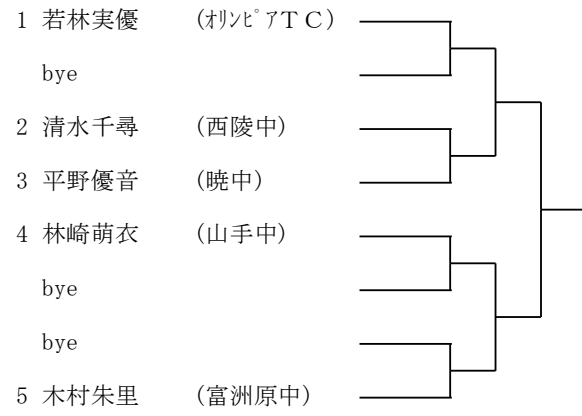 1 若林実優 (ｵﾘﾝﾋﾟｱＴＣ)
bye
2 清水千尋 (西陵中)
3 平野優音 (暁中)
4 林崎萌衣 (山手中)
bye
bye
5 木村朱里 (富洲原中)